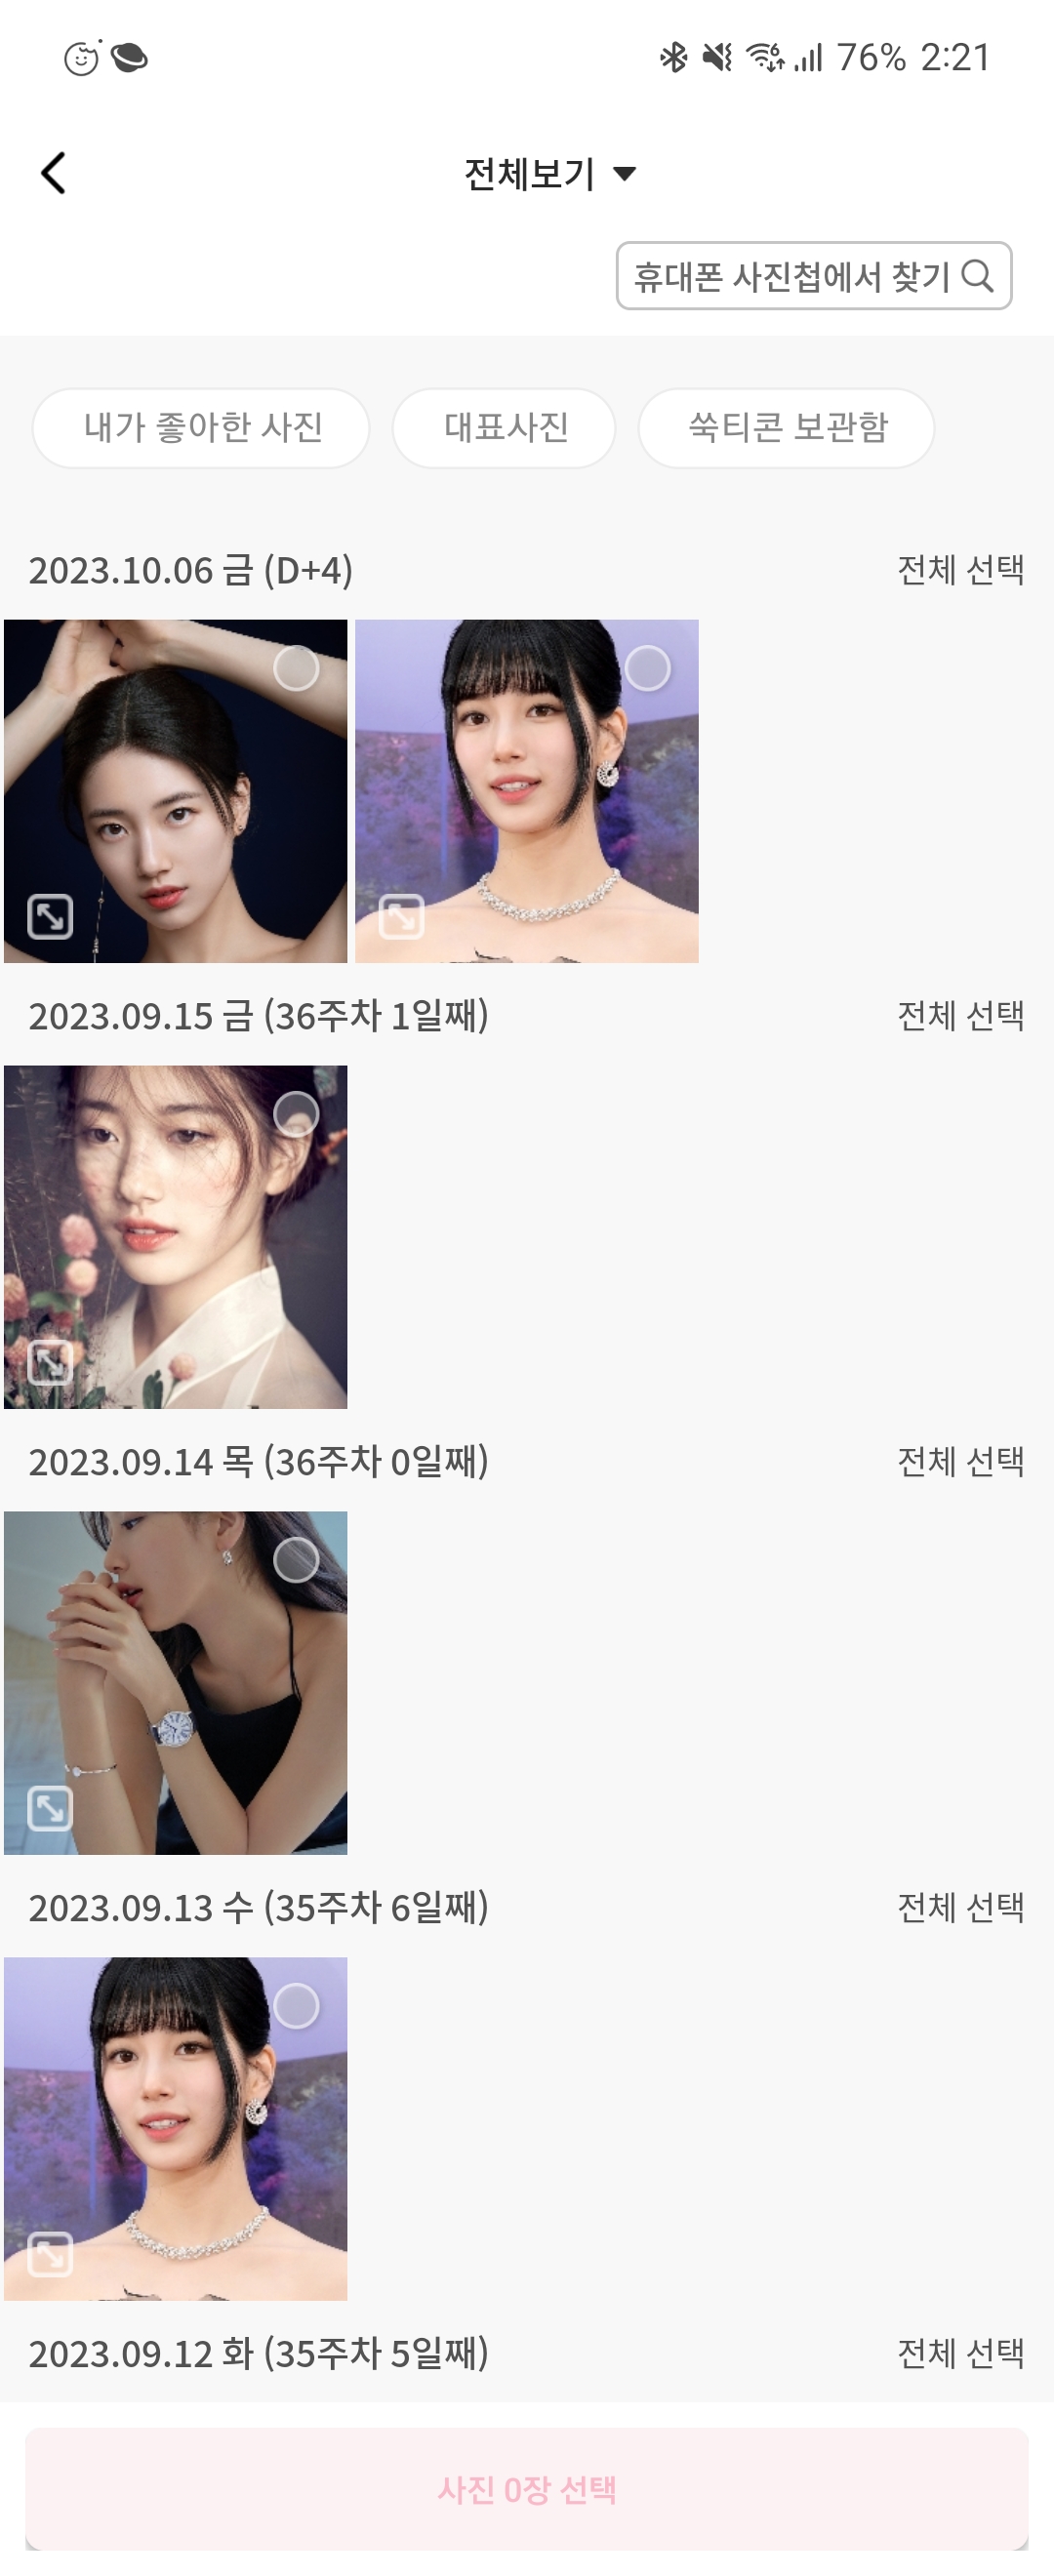 76% 2:21
전체보기
휴대폰 사진첩에서 찾기
내가 좋아한 사진 대표사진 쑥티콘 보관함
2023.10.06 금 (D+4) 전체 선택
2023.09.15 금 (36주차 1일째) 전체 선택
2023.09.14 목 (36주차 0일째) 전체 선택
2023.09.13 수 (35주차 6일째) 전체 선택
2023.09.12 화 (35주차 5일째) 전체 선택
사진 0장 선택